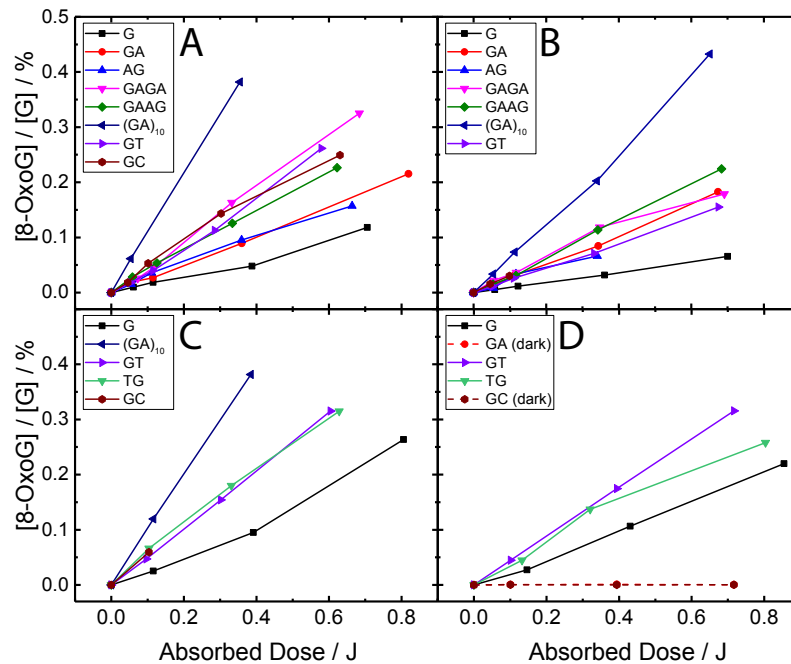 A
B
G
GA
AG
GAGA
GAAG
(GA)₁₀
GT
GC
G
GA
AG
GAGA
GAAG
(GA)₁₀
GT
0.5
0.4
0.3
0.2
0.1
0.0
[8-OxoG] / [G] / %
C
D
G
(GA)₁₀
GT
TG
GC
G
GA (dark)
GT
TG
GC (dark)
0.4
0.3
0.2
0.1
0.0
[8-OxoG] / [G] / %
0.0 0.2 0.4 0.6 0.8 0.0 0.2 0.4 0.6 0.8
Absorbed Dose / J Absorbed Dose / J